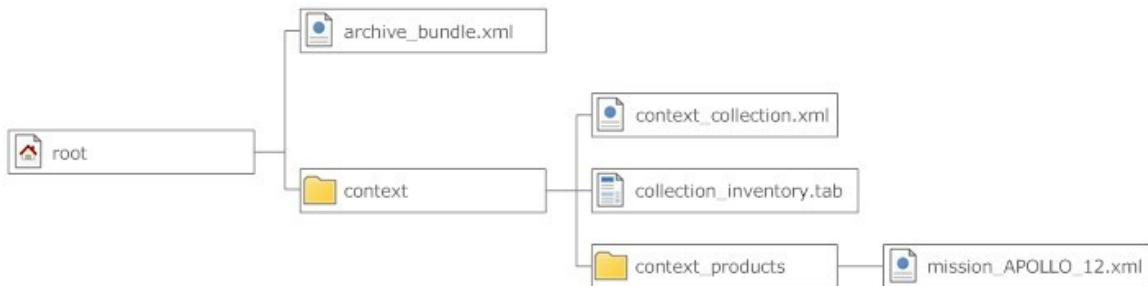 archive_bundle.xml
root
context
context_collection.xml
collection_inventory.tab
context_products
mission_APOLLO_12.xml